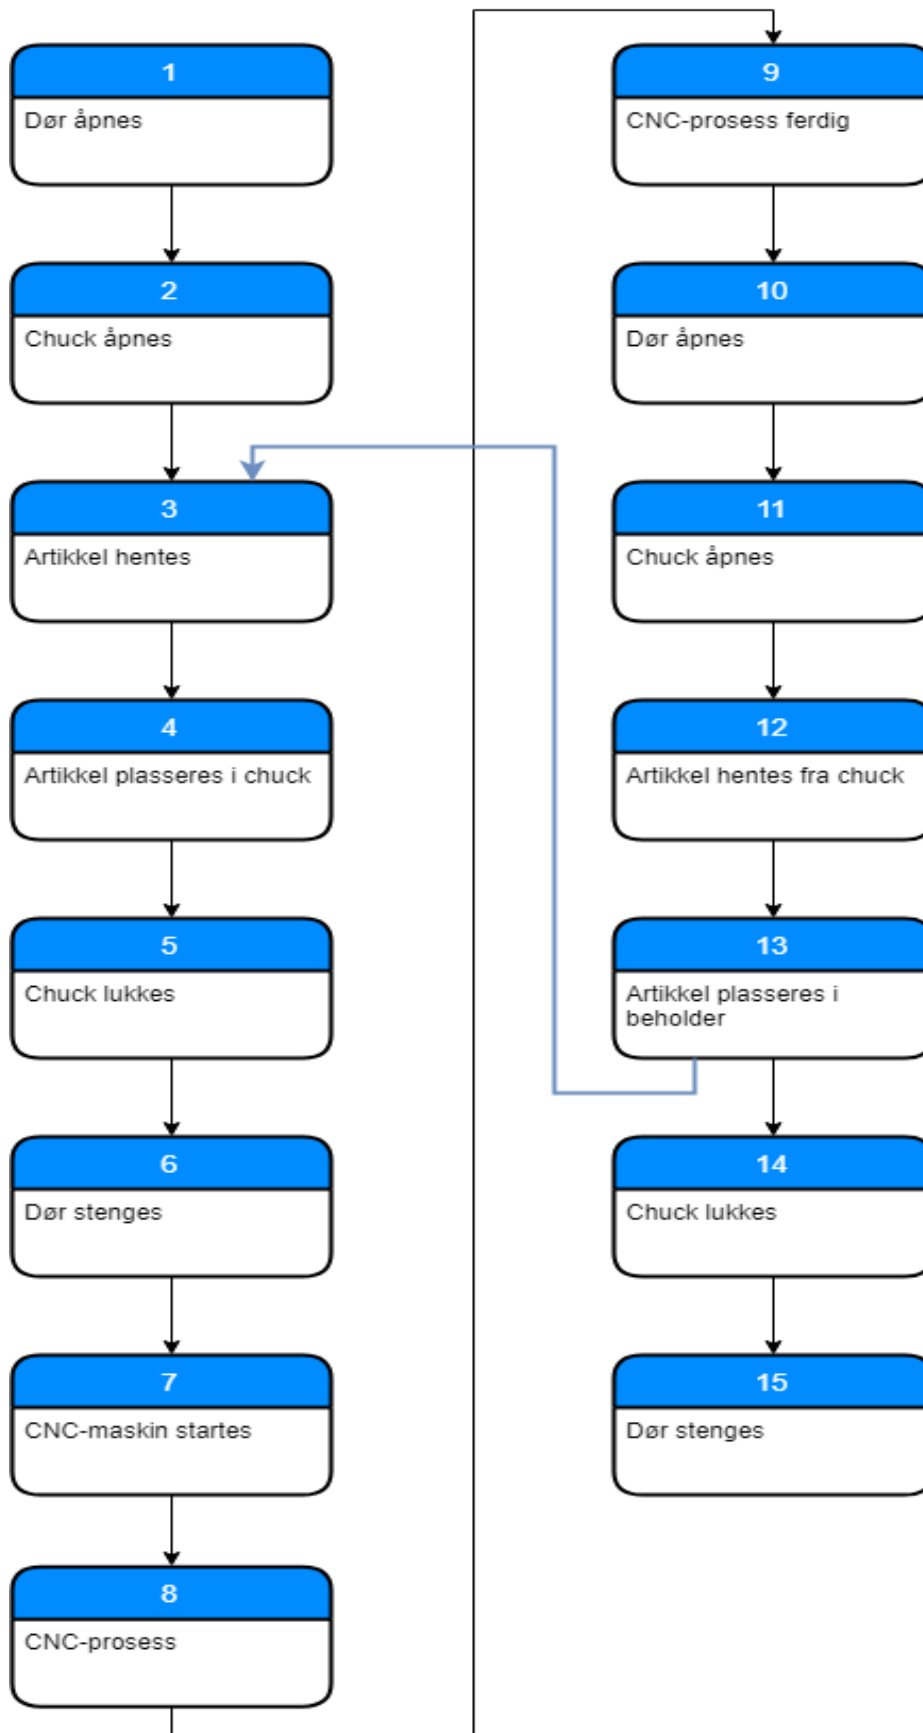 1
Dør åpnes
2
Chuck åpnes
3
Artikkel hentes
4
Artikkel plasseres i chuck
5
Chuck lukkes
6
Dør stenges
7
CNC-maskin startes
8
CNC-prosess
9
CNC-prosess ferdig
10
Dør åpnes
11
Chuck åpnes
12
Artikkel hentes fra chuck
13
Artikkel plasseres i
beholder
14
Chuck lukkes
15
Dør stenges